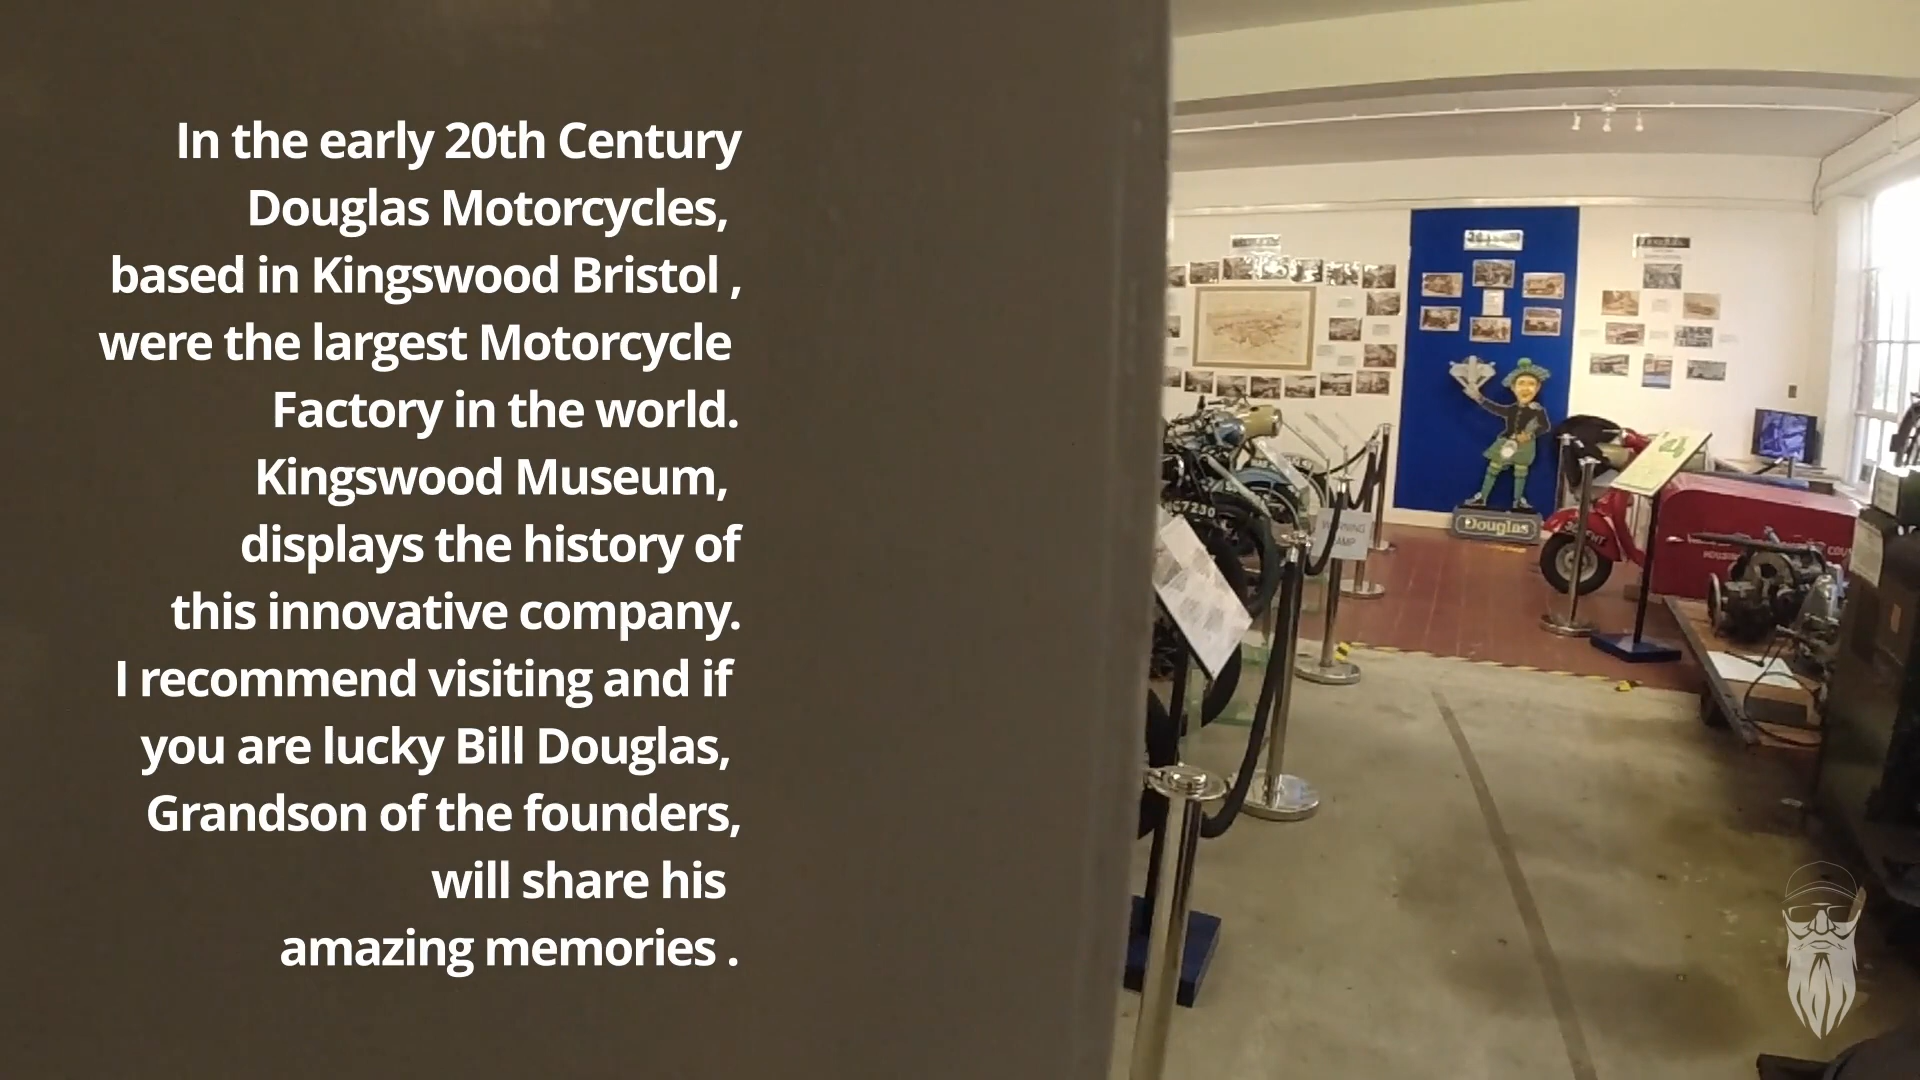 In the early 20th Century
Douglas Motorcycles,
based in Kingswood Bristol ,
were the largest Motorcycle
Factory in the world.
Kingswood Museum,
displays the history of
this innovative company.
I recommend visiting and if
you are lucky Bill Douglas,
Grandson of the founders,
will share his
amazing memories .
Douglas
WARNING